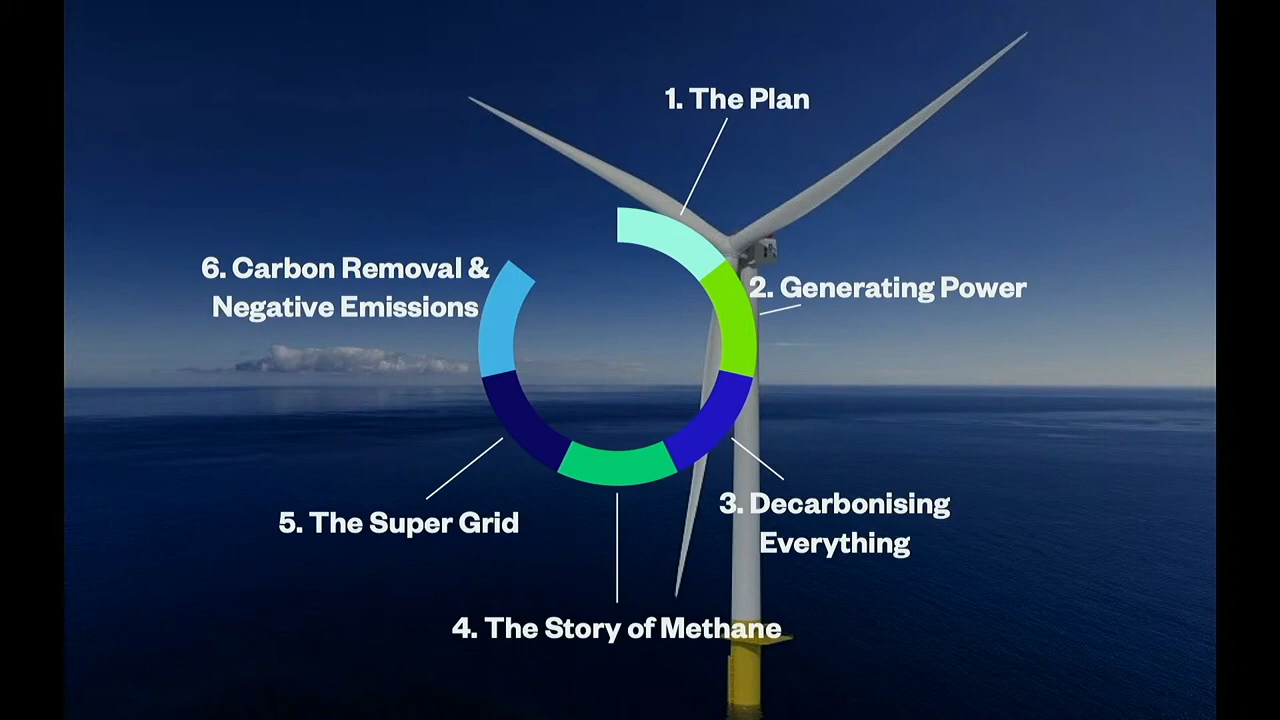 1. The Plan
2. Generating Power
3. Decarbonising
Everything
4. The Story of Methane
5. The Super Grid
6. Carbon Removal &
Negative Emissions